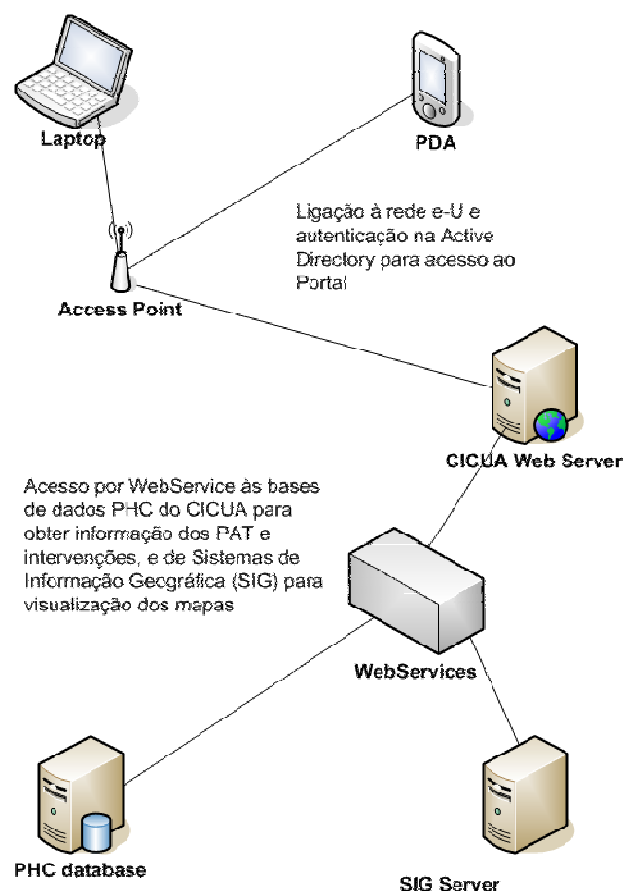 Laptop
PDA
Ligação à rede e-U e
autenticação na Active
Directory para acesso ao
Portal
Access Point
CICUA Web Server
Acesso por WebService às bases
de dados PHC do CICUA para
obter informação dos PAT e
intervenções, e de Sistemas de
Informação Geográfica (SIG) para
visualização dos mapas
WebServices
PHC database
SIG Server